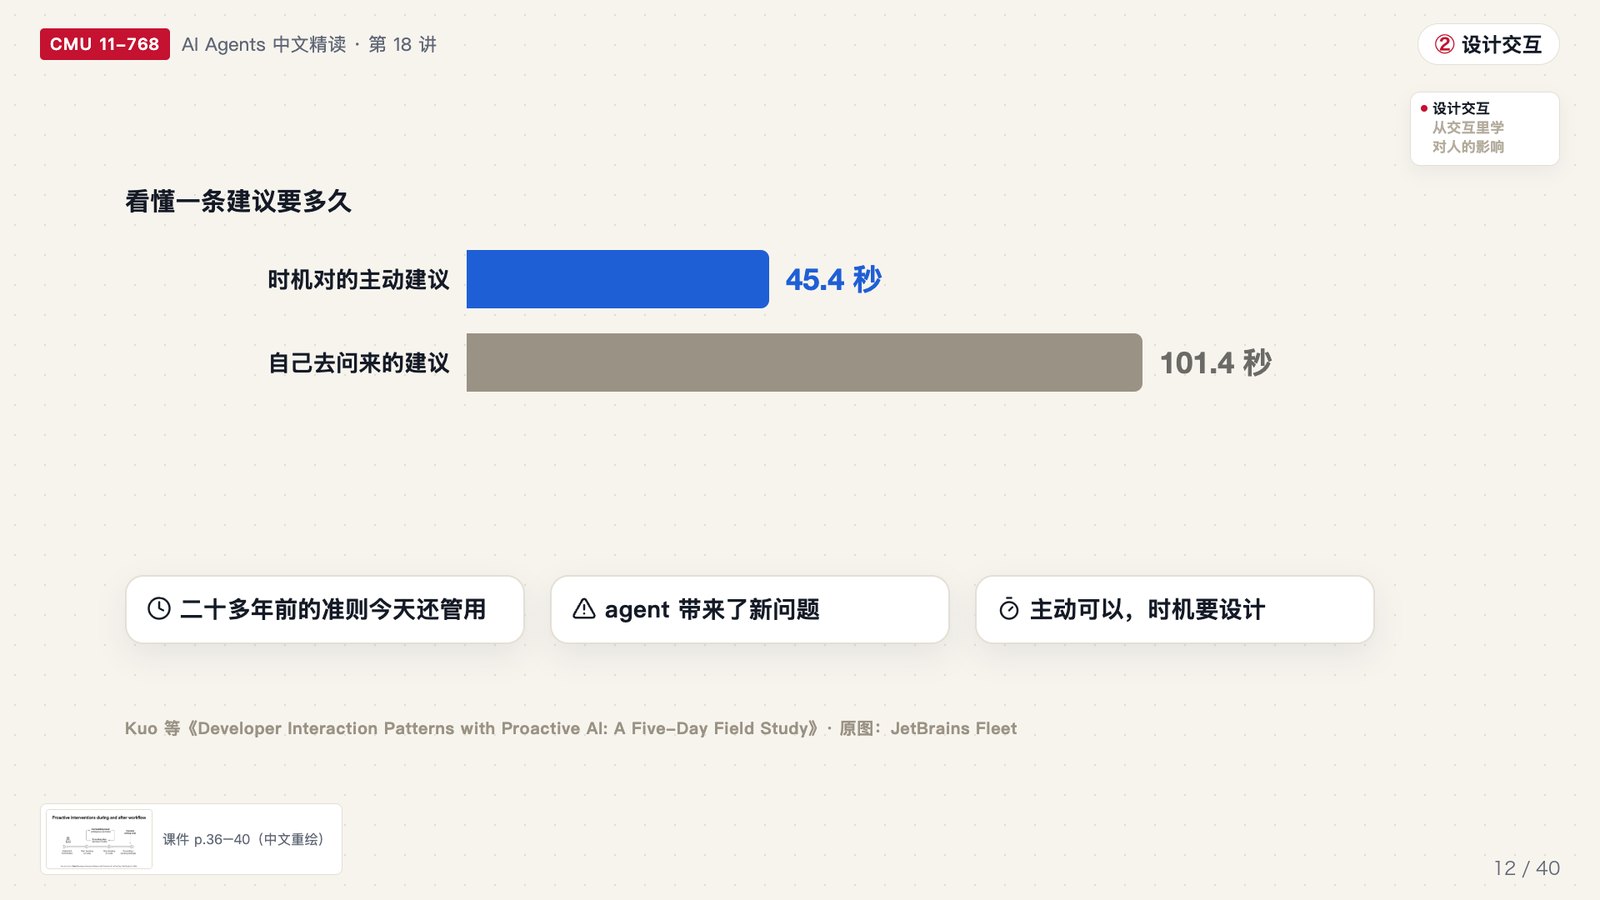 CMU 11-768 AI Agents 中文精读 · 第 18 讲
② 设计交互
设计交互
从交互里学
对人的影响
看懂一条建议要多久
时机对的主动建议 45.4 秒
自己去问来的建议 101.4 秒
二十多年前的准则今天还管用
agent 带来了新问题
主动可以，时机要设计
Kuo 等《Developer Interaction Patterns with Proactive AI: A Five-Day Field Study》 · 原图：JetBrains Fleet
Proactive interventions during and after workflow
课件 p.36–40（中文重绘）
12 / 40